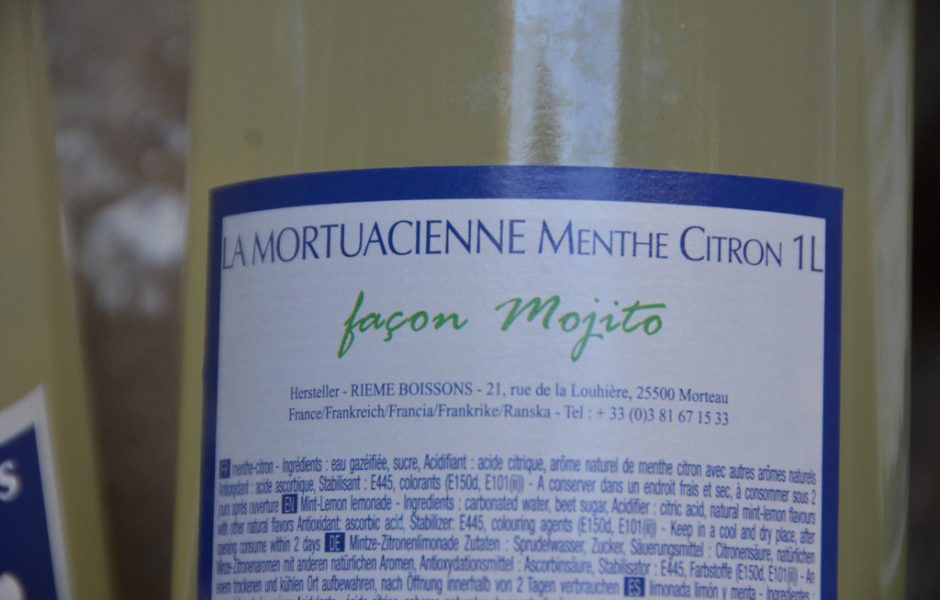 LA MORTUACIENNE MENTHE CITRON 1L
façon Mojito
Hersteller - RIEME BOISSONS - 21, rue de la Louhière, 25500 Morteau
France/Frankreich/Francia/Frankrike/Ranska - Tel : + 33 (0)3 81 67 15 33
FR menthe-citron - Ingrédients : eau gazéifiée, sucre, Acidifiant : acide citrique, arôme naturel de menthe citron avec autres arômes naturels
Antioxydant : acide ascorbique, Stabilisant : E445, colorants (E150d, E101(ii)) - A conserver dans un endroit frais et sec, à consommer sous 2
jours après ouverture EN Mint-Lemon lemonade - Ingredients : carbonated water, beet sugar, Acidifier : citric acid, natural mint-lemon flavours
with other natural flavors Antioxidant: ascorbic acid, Stabilizer: E445, colouring agents (E150d, E101(ii)) - Keep in a cool and dry place, after
opening consume within 2 days DE Mintze-Zitronenlimonade Zutaten : Sprudelwasser, Zucker, Säuerungsmittel : Citronensäure, natürlichen
Minze-Zitronenaromen mit anderen natürlichen Aromen, Antioxydationsmittel : Ascorbinsäure, Stabilisator : E445, Farbstoffe (E150d, E101(ii)) - An
einem trockenen und kühlen Ort aufbewahren, nach Öffnung innerhalb von 2 Tagen verbrauchen ES limonada limón y menta - Ingredientes:
S